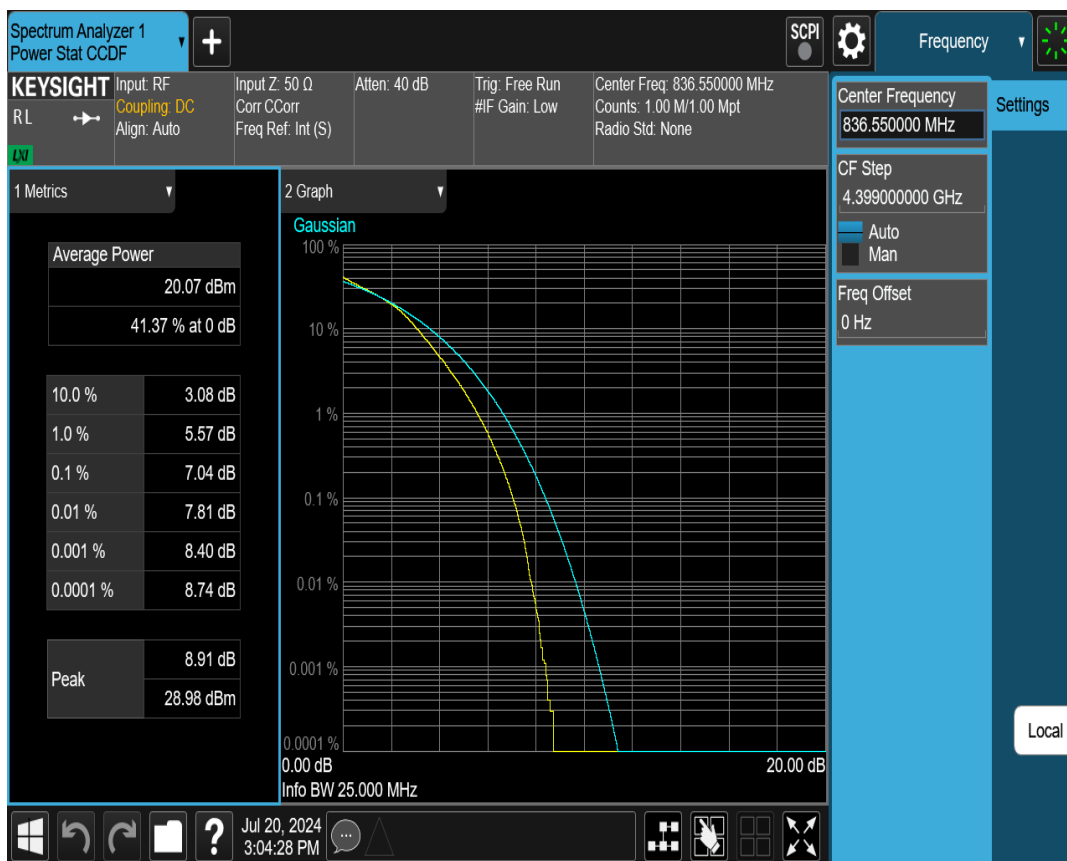 Spectrum Analyzer 1
Power Stat CCDF
SCPI
Frequency
KEYSIGHT
RL
LXI
Input: RF
Coupling: DC
Align: Auto
Input Z: 50 Ω
Corr CCorr
Freq Ref: Int (S)
Atten: 40 dB
Trig: Free Run
#IF Gain: Low
Center Freq: 836.550000 MHz
Counts: 1.00 M/1.00 Mpt
Radio Std: None
Center Frequency
836.550000 MHz
Settings
CF Step
4.399000000 GHz
Auto
Man
Freq Offset
0 Hz
Local
1 Metrics
Average Power
20.07 dBm
41.37 % at 0 dB
10.0 % 3.08 dB
1.0 % 5.57 dB
0.1 % 7.04 dB
0.01 % 7.81 dB
0.001 % 8.40 dB
0.0001 % 8.74 dB
Peak
8.91 dB
28.98 dBm
2 Graph
Gaussian
100 %
10 %
1 %
0.1 %
0.01 %
0.001 %
0.0001 %
0.00 dB 20.00 dB
Info BW 25.000 MHz
?
Jul 20, 2024
3:04:28 PM